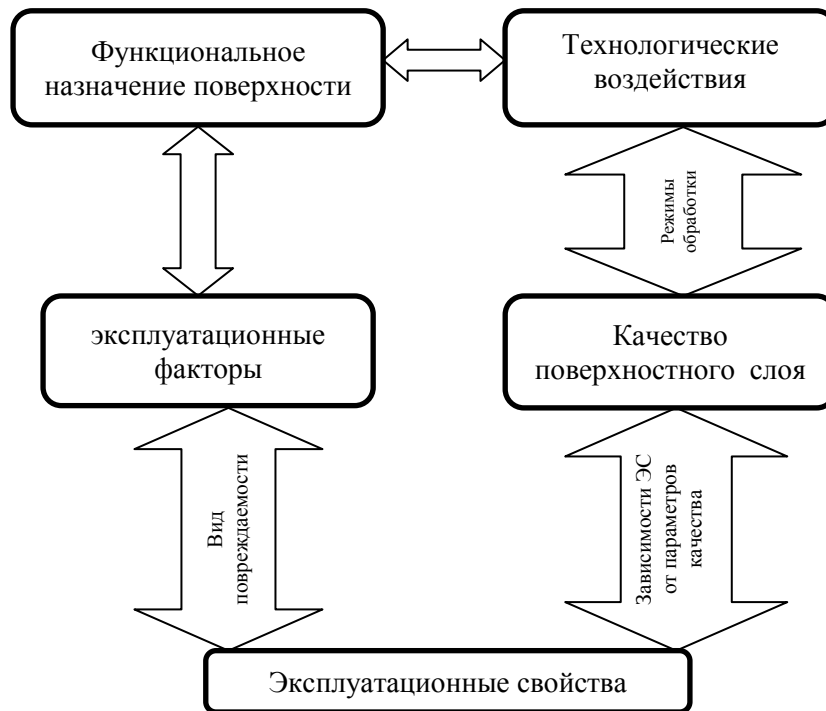 Функциональное
назначение поверхности
Технологические
воздействия
Режимы
обработки
эксплуатационные
факторы
Качество
поверхностного слоя
Вид
повреждаемости
Зависимости ЭС
от параметров
качества
Эксплуатационные свойства